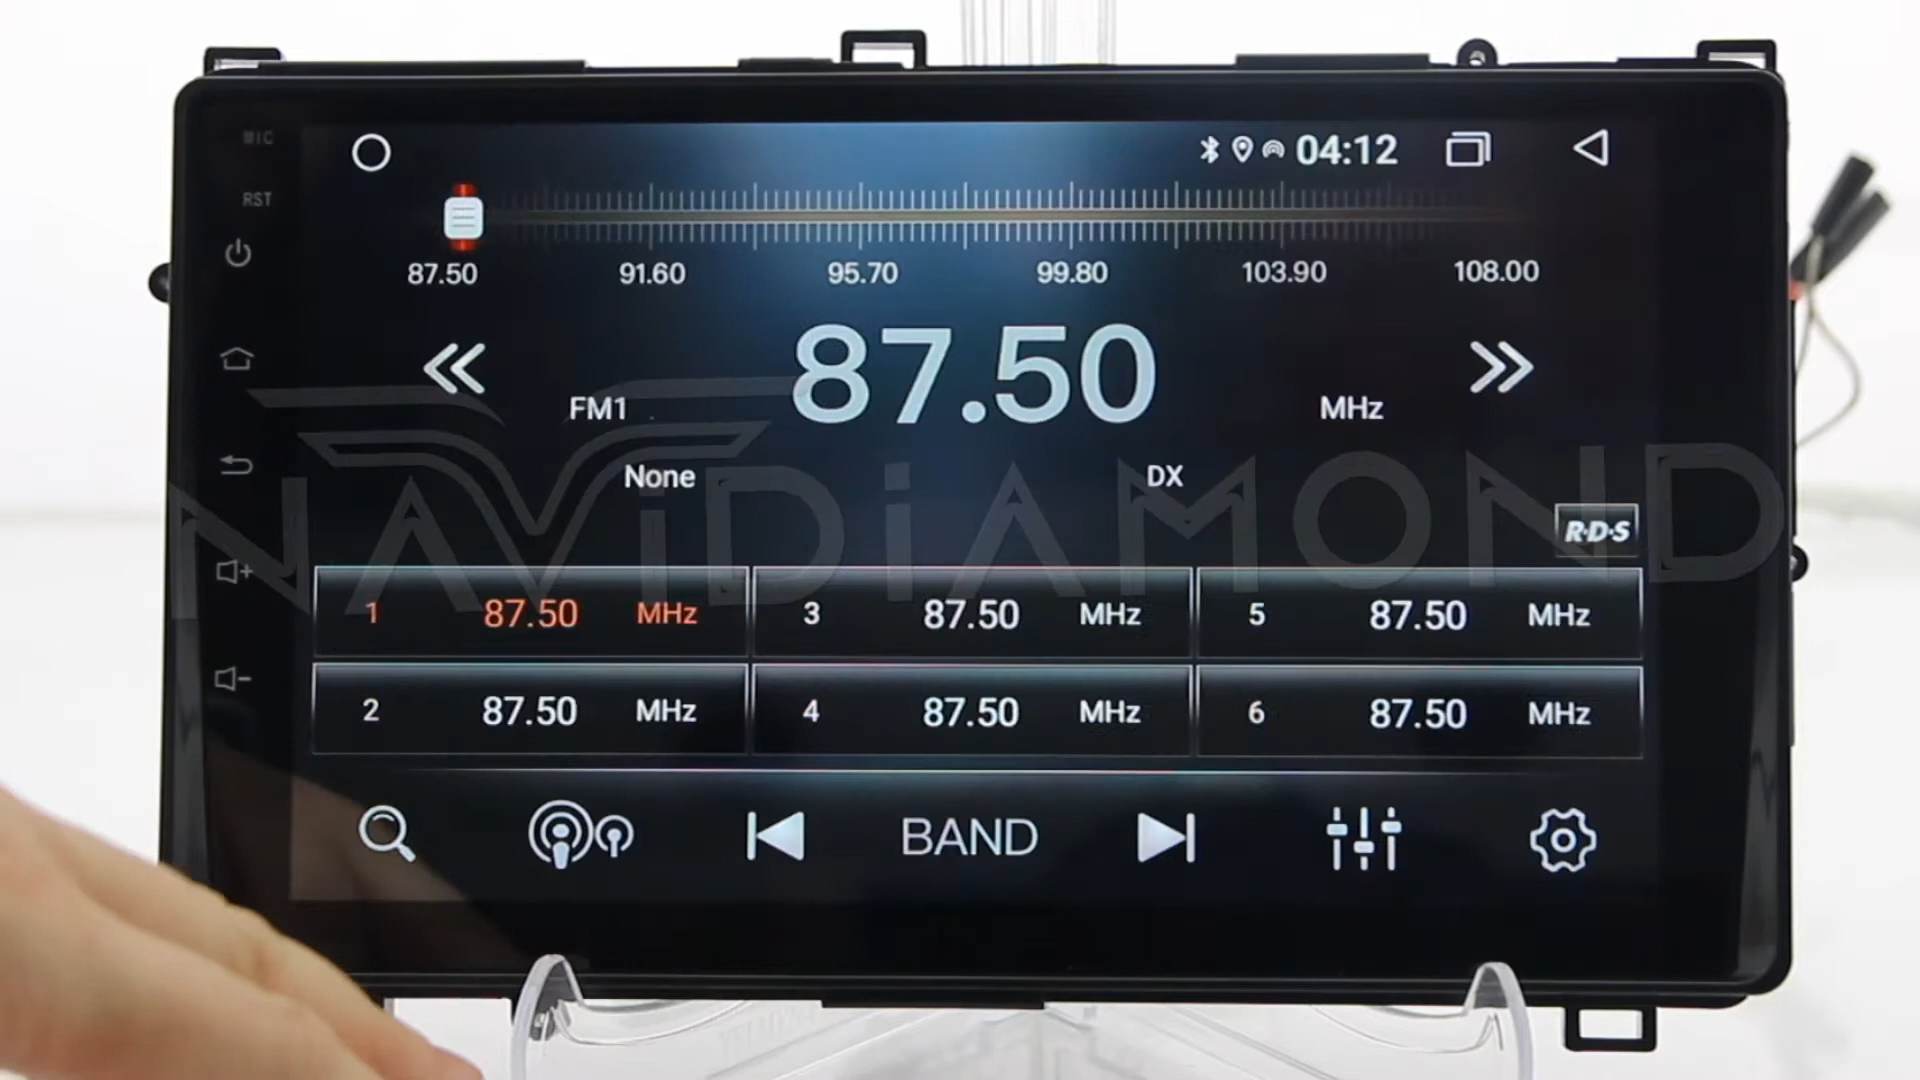 MIC
04:12
RST
87.50 91.60 95.70 99.80 103.90 108.00
87.50
FM1 MHz
None DX
NAViDiAMOND
R·D·S
1 87.50 MHz 3 87.50 MHz 5 87.50 MHz
2 87.50 MHz 4 87.50 MHz 6 87.50 MHz
BAND